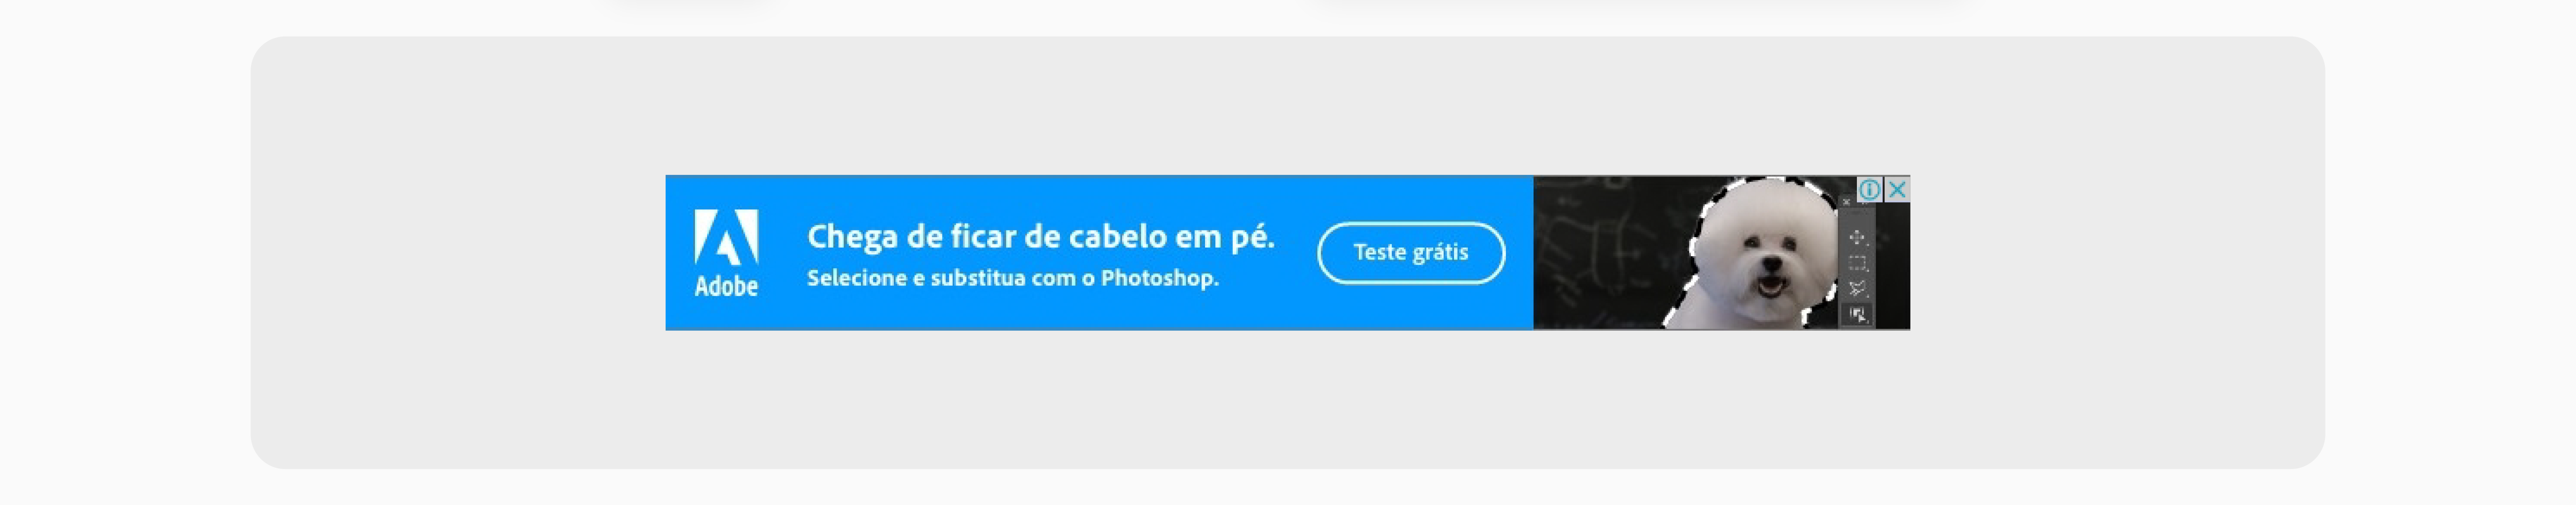 Adobe
Chega de ficar de cabelo em pé.
Selecione e substitua com o Photoshop.
Teste grátis